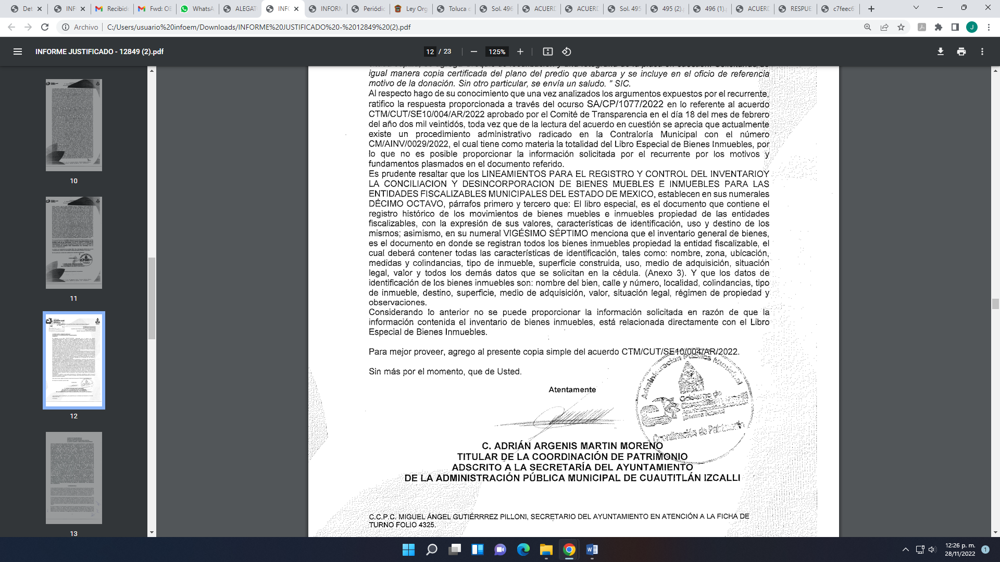 Det
INF
Recibid
Fwd: OE
WhatsA
ALEGAT
INFO
INFORM
Periódic
Ley Org
Toluca
Sol. 496
ACUERD
ACUERD
Sol. 495
495 (2).
496 (1).
ACUERD
RESPUE
c7feec6
Archivo
C:/Users/usuario%20infoem/Downloads/INFORME%20JUSTIFICADO%20-%2012849%20(2).pdf
J
INFORME JUSTIFICADO - 12849 (2).pdf
12 / 23
125%
10
11
12
13
igual manera copia certificada del plano del predio que abarca y se incluye en el oficio de referencia
motivo de la donación. Sin otro particular, se envía un saludo. " SIC.
Al respecto hago de su conocimiento que una vez analizados los argumentos expuestos por el recurrente,
ratifico la respuesta proporcionada a través del ocurso SA/CP/1077/2022 en lo referente al acuerdo
CTM/CUT/SE10/004/AR/2022 aprobado por el Comité de Transparencia en el día 18 del mes de febrero
del año dos mil veintidós, toda vez que de la lectura del acuerdo en cuestión se aprecia que actualmente
existe un procedimiento administrativo radicado en la Contraloría Municipal con el número
CM/AINV/0029/2022, el cual tiene como materia la totalidad del Libro Especial de Bienes Inmuebles, por
lo que no es posible proporcionar la información solicitada por el recurrente por los motivos y
fundamentos plasmados en el documento referido.
Es prudente resaltar que los LINEAMIENTOS PARA EL REGISTRO Y CONTROL DEL INVENTARIOY
LA CONCILIACION Y DESINCORPORACION DE BIENES MUEBLES E INMUEBLES PARA LAS
ENTIDADES FISCALIZABLES MUNICIPALES DEL ESTADO DE MEXICO, establecen en sus numerales
DÉCIMO OCTAVO, párrafos primero y tercero que: El libro especial, es el documento que contiene el
registro histórico de los movimientos de bienes muebles e inmuebles propiedad de las entidades
fiscalizables, con la expresión de sus valores, características de identificación, uso y destino de los
mismos; asimismo, en su numeral VIGÉSIMO SÉPTIMO menciona que el inventario general de bienes,
es el documento en donde se registran todos los bienes inmuebles propiedad la entidad fiscalizable, el
cual deberá contener todas las características de identificación, tales como: nombre, zona, ubicación,
medidas y colindancias, tipo de inmueble, superficie construida, uso, medio de adquisición, situación
legal, valor y todos los demás datos que se solicitan en la cédula. (Anexo 3). Y que los datos de
identificación de los bienes inmuebles son: nombre del bien, calle y número, localidad, colindancias, tipo
de inmueble, destino, superficie, medio de adquisición, valor, situación legal, régimen de propiedad y
observaciones.
Considerando lo anterior no se puede proporcionar la información solicitada en razón de que la
información contenida el inventario de bienes inmuebles, está relacionada directamente con el Libro
Especial de Bienes Inmuebles.
Para mejor proveer, agrego al presente copia simple del acuerdo CTM/CUT/SE10/004/AR/2022.
Sin más por el momento, que de Usted.
Atentamente
Administración Pública Municipal
Gobierno de
Coordinación de Patrimonio
C. ADRIÁN ARGENIS MARTIN MORENO
TITULAR DE LA COORDINACIÓN DE PATRIMONIO
ADSCRITO A LA SECRETARÍA DEL AYUNTAMIENTO
DE LA ADMINISTRACIÓN PÚBLICA MUNICIPAL DE CUAUTITLÁN IZCALLI
C.C.P.C. MIGUEL ÁNGEL GUTIÉRRREZ PILLONI, SECRETARIO DEL AYUNTAMIENTO EN ATENCIÓN A LA FICHA DE
TURNO FOLIO 4325.
12:26 p. m.
28/11/2022
1